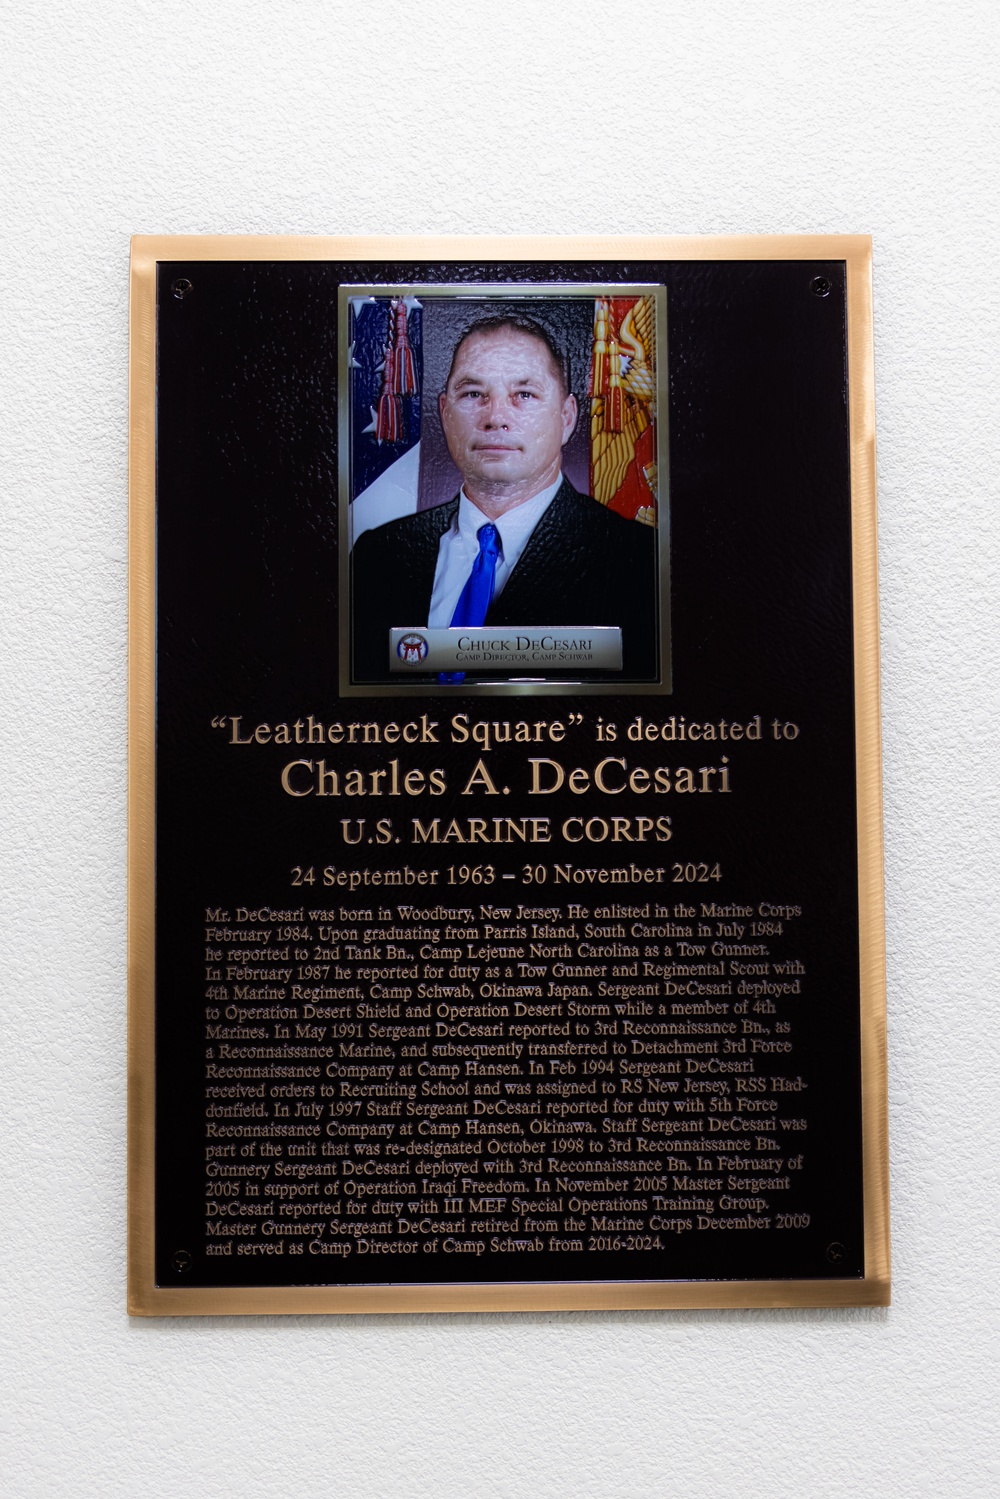 CHUCK DECESARI
CAMP DIRECTOR, CAMP SCHWAB
“Leatherneck Square” is dedicated to
Charles A. DeCesari
U.S. MARINE CORPS
24 September 1963 – 30 November 2024
Mr. DeCesari was born in Woodbury, New Jersey. He enlisted in the Marine Corps
February 1984. Upon graduating from Parris Island, South Carolina in July 1984
he reported to 2nd Tank Bn., Camp Lejeune North Carolina as a Tow Gunner.
In February 1987 he reported for duty as a Tow Gunner and Regimental Scout with
4th Marine Regiment, Camp Schwab, Okinawa Japan. Sergeant DeCesari deployed
to Operation Desert Shield and Operation Desert Storm while a member of 4th
Marines. In May 1991 Sergeant DeCesari reported to 3rd Reconnaissance Bn., as
a Reconnaissance Marine, and subsequently transferred to Detachment 3rd Force
Reconnaissance Company at Camp Hansen. In Feb 1994 Sergeant DeCesari
received orders to Recruiting School and was assigned to RS New Jersey, RSS Had-
donfield. In July 1997 Staff Sergeant DeCesari reported for duty with 5th Force
Reconnaissance Company at Camp Hansen, Okinawa. Staff Sergeant DeCesari was
part of the unit that was re-designated October 1998 to 3rd Reconnaissance Bn.
Gunnery Sergeant DeCesari deployed with 3rd Reconnaissance Bn. In February of
2005 in support of Operation Iraqi Freedom. In November 2005 Master Sergeant
DeCesari reported for duty with III MEF Special Operations Training Group.
Master Gunnery Sergeant DeCesari retired from the Marine Corps December 2009
and served as Camp Director of Camp Schwab from 2016-2024.